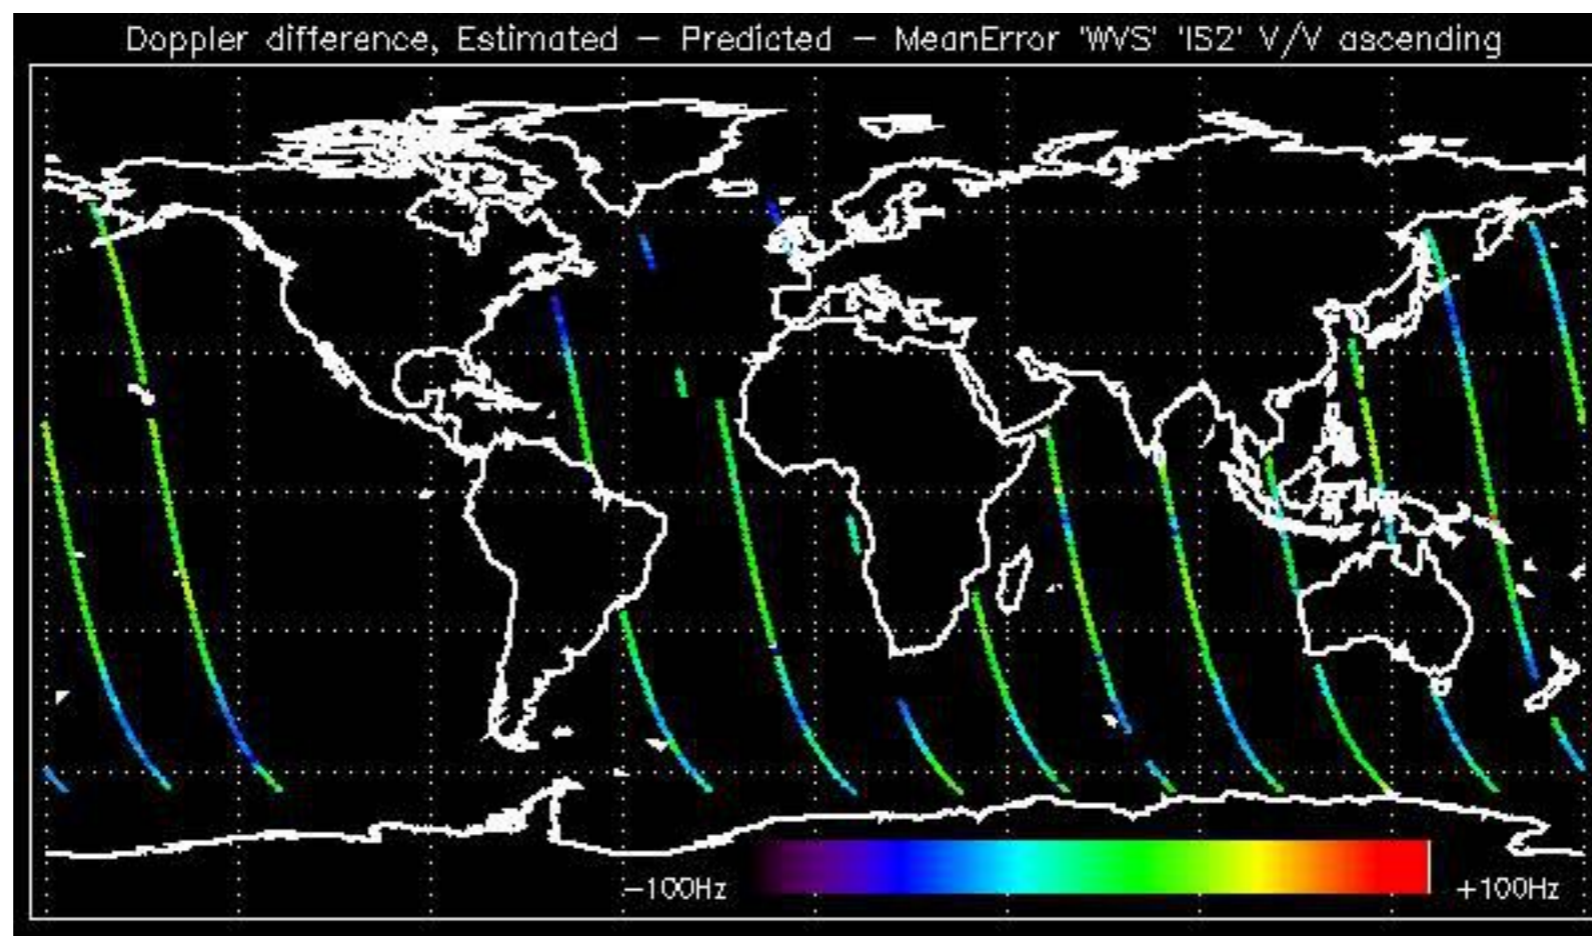 Doppler difference, Estimated – Predicted – MeanError 'WVS' 'IS2' V/V ascending
–100Hz +100Hz